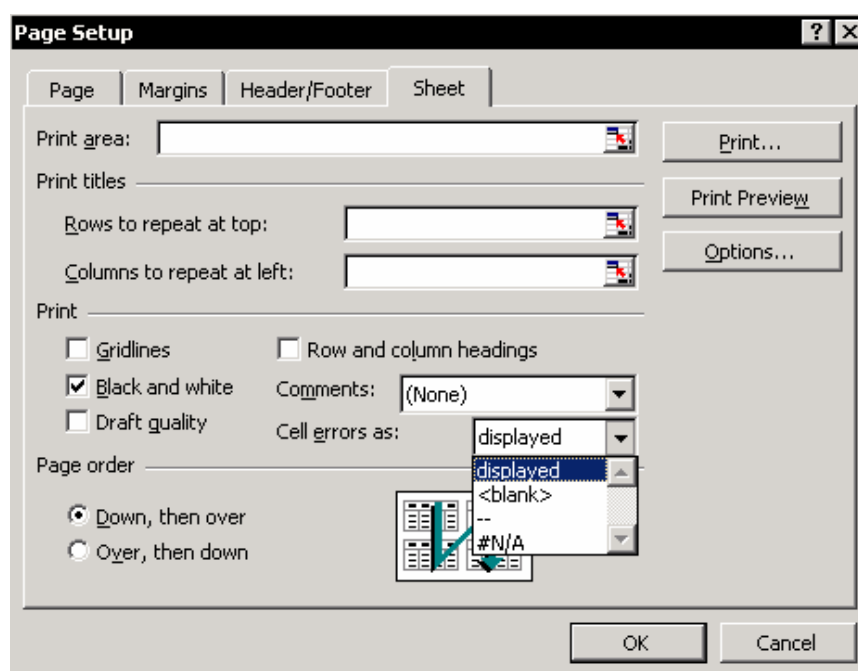 Page Setup
Page Margins Header/Footer Sheet
Print area:
Print...
Print titles
Print Preview
Rows to repeat at top:
Options...
Columns to repeat at left:
Print
Gridlines Row and column headings
Black and white Comments: (None)
Draft quality Cell errors as: displayed
displayed
<blank>
--
#N/A
Page order
Down, then over
Over, then down
OK Cancel